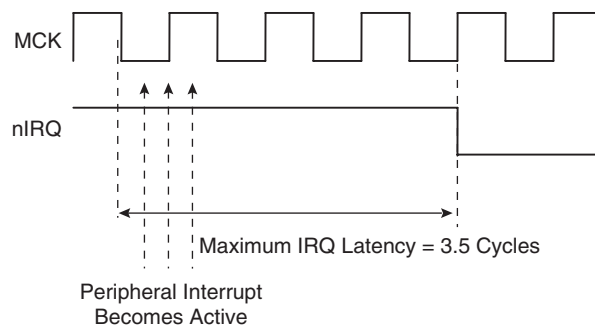 MCK
nIRQ
Maximum IRQ Latency = 3.5 Cycles
Peripheral Interrupt
Becomes Active